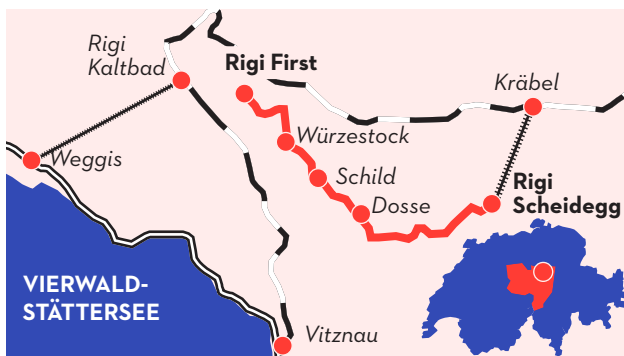 Rigi
Kaltbad
Rigi First
Kräbel
Würzestock
Weggis
Schild
Dosse
Rigi
Scheidegg
VIERWALD-
STÄTTERSEE
Vitznau